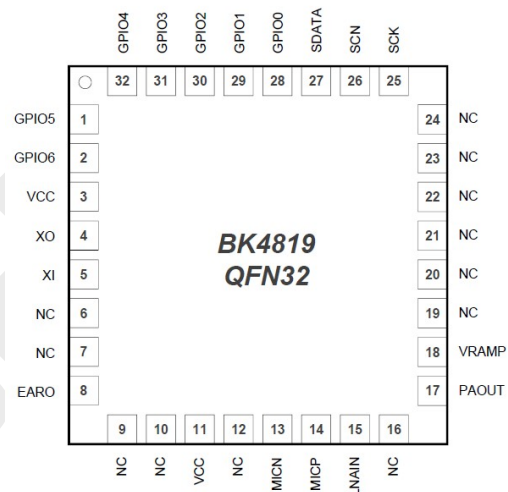 GPIO4 GPIO3 GPIO2 GPIO1 GPIO0 SDATA SCN SCK
32 31 30 29 28 27 26 25
GPIO5 1 24 NC
GPIO6 2 23 NC
VCC 3 22 NC
XO 4 21 NC
BK4819
XI 5 20 NC
QFN32
NC 6 19 NC
NC 7 18 VRAMP
EARO 8 17 PAOUT
9 10 11 12 13 14 15 16
NC NC VCC NC MICN MICP LNAIN NC